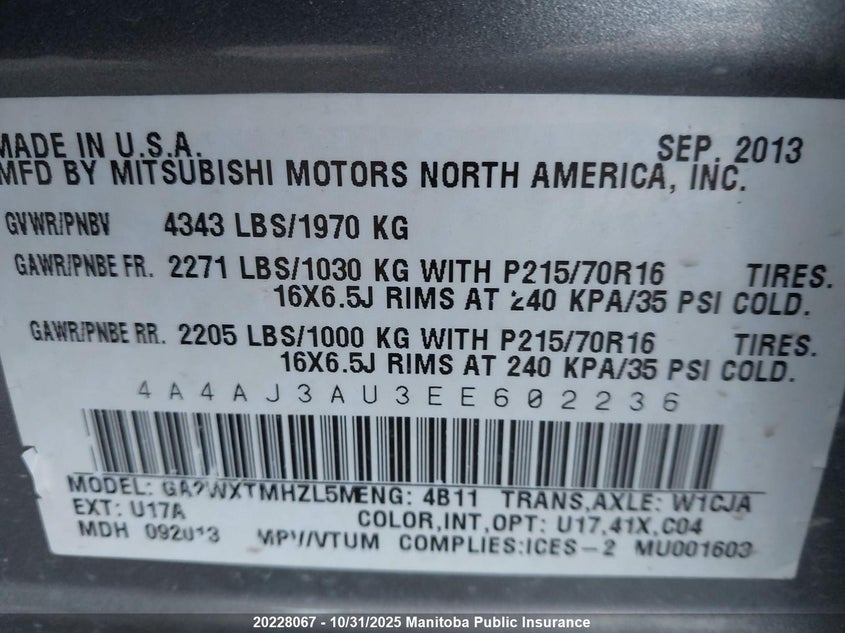 MADE IN U.S.A. SEP. 2013
MFD BY MITSUBISHI MOTORS NORTH AMERICA, INC.
GVWR/PNBV 4343 LBS/1970 KG
GAWR/PNBE FR. 2271 LBS/1030 KG WITH P215/70R16 TIRES.
16X6.5J RIMS AT 240 KPA/35 PSI COLD.
GAWR/PNBE RR. 2205 LBS/1000 KG WITH P215/70R16 TIRES.
16X6.5J RIMS AT 240 KPA/35 PSI COLD.
4A4AJ3AU3EE602236
MODEL: GA2WXTMHZL5M ENG: 4B11 TRANS,AXLE: W1CJA
EXT: U17A COLOR,INT,OPT: U17,41X,C04
MDH 092013 MPV/VTUM COMPLIES:ICES-2 MU001603
20228067 - 10/31/2025 Manitoba Public Insurance